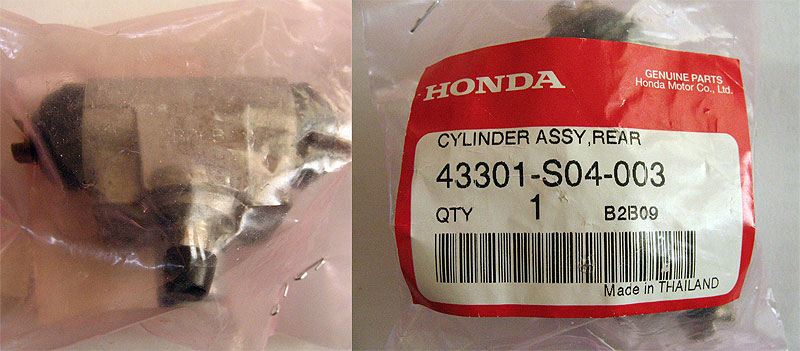 HONDA
GENUINE PARTS
Honda Motor Co., Ltd.
CYLINDER ASSY,REAR
43301-S04-003
QTY 1 B2B09
Made in THAILAND